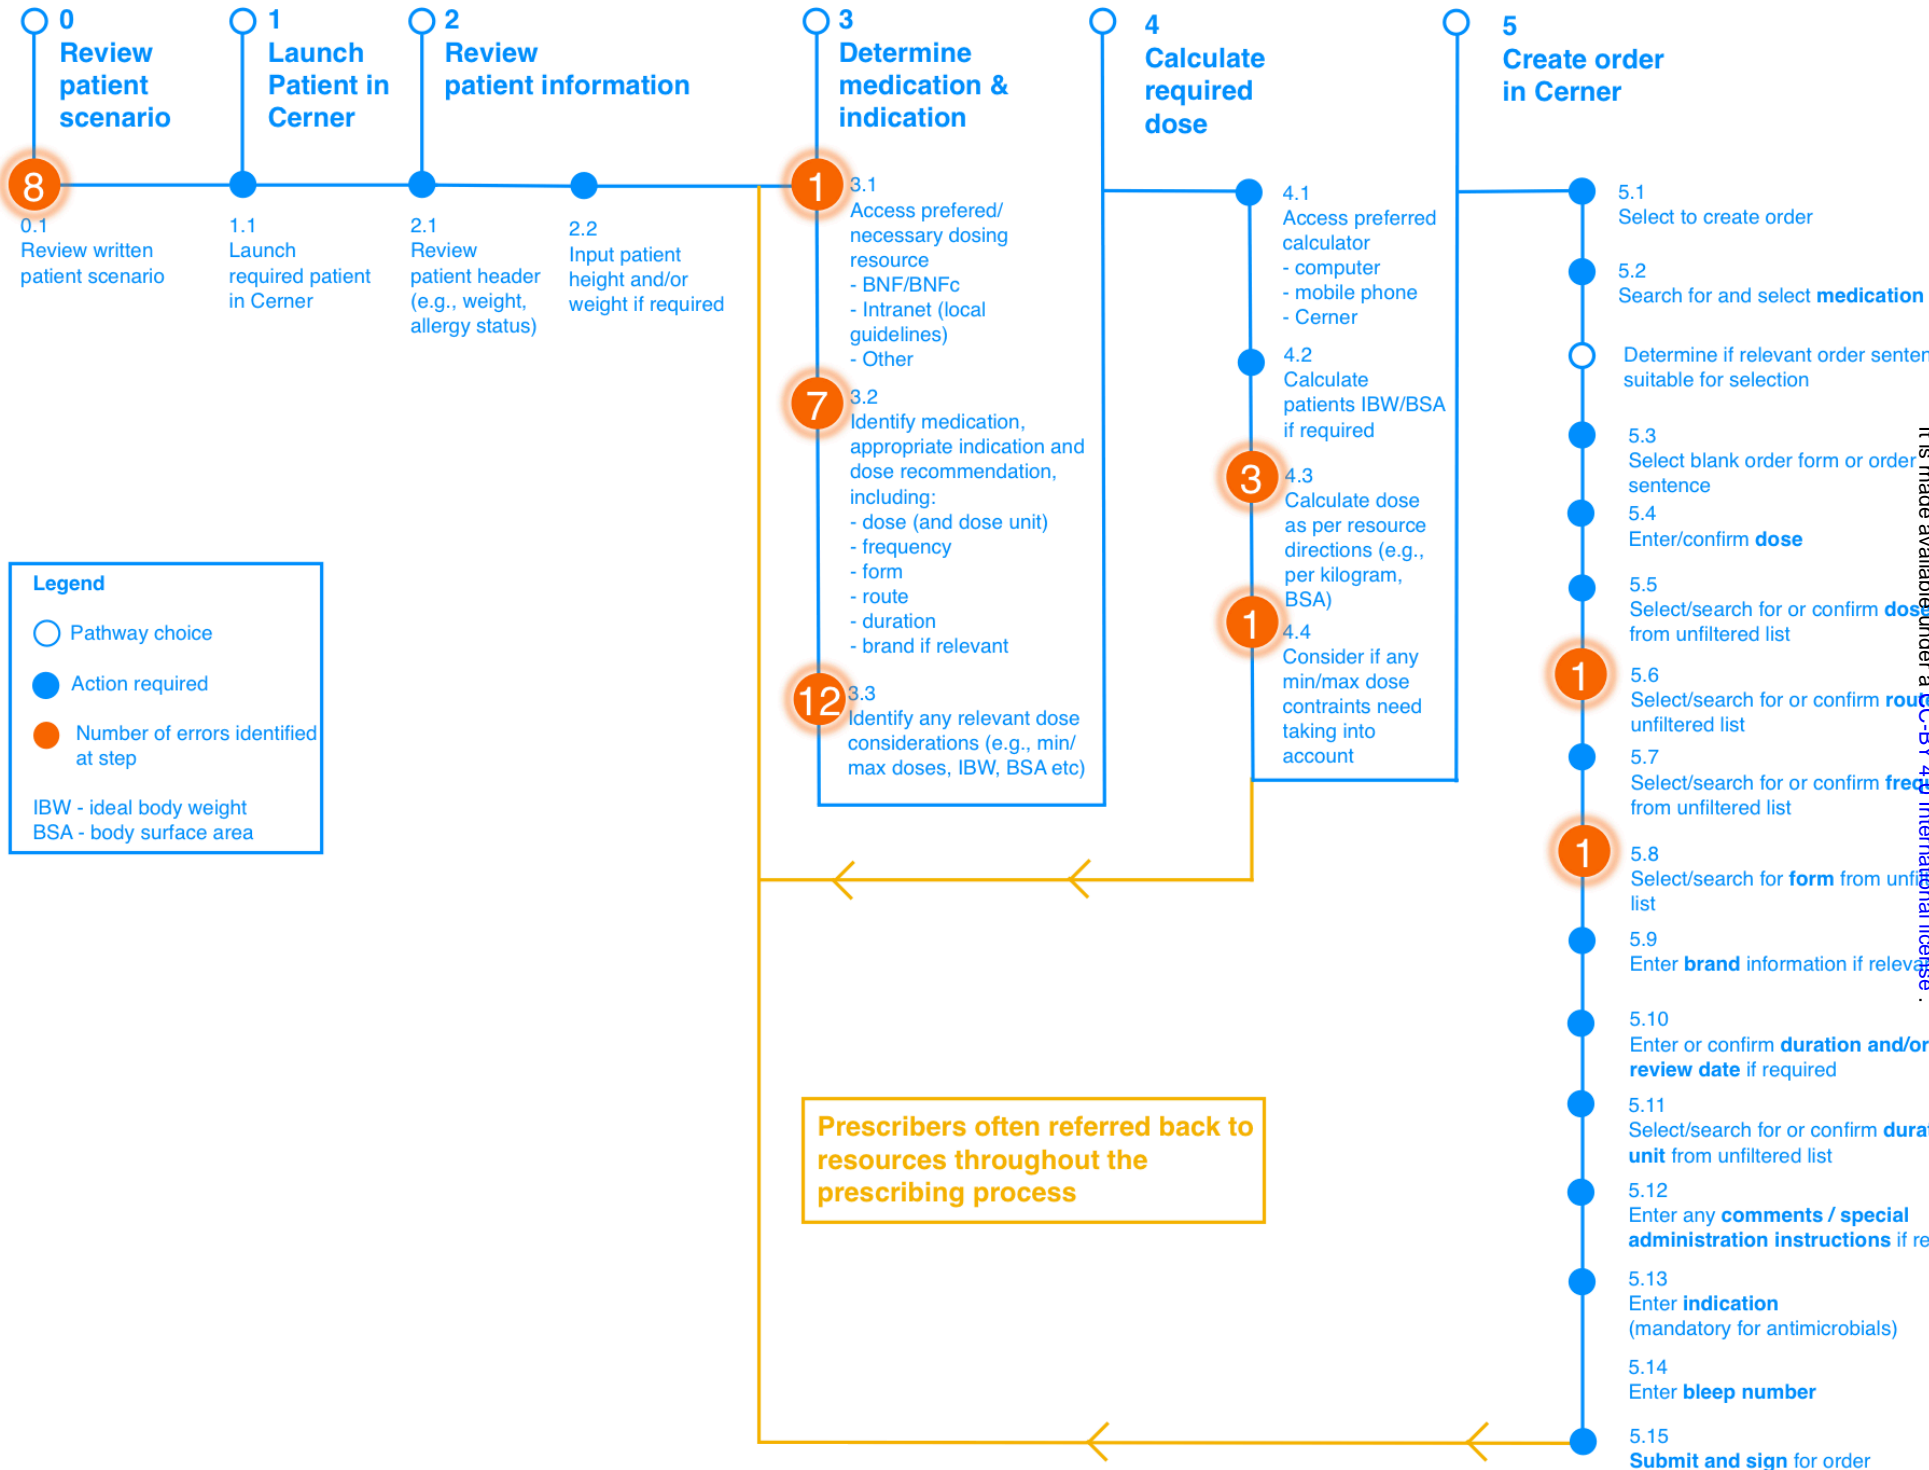 0
Review
patient
scenario
8
0.1
Review written
patient scenario
1
Launch
Patient in
Cerner
1.1
Launch
required patient
in Cerner
2
Review
patient information
2.1
Review
patient header
(e.g., weight,
allergy status)
2.2
Input patient
height and/or
weight if required
3
Determine
medication &
indication
1
3.1
Access prefered/
necessary dosing
resource
- BNF/BNFc
- Intranet (local
guidelines)
- Other
7
3.2
Identify medication,
appropriate indication and
dose recommendation,
including:
- dose (and dose unit)
- frequency
- form
- route
- duration
- brand if relevant
12
3.3
Identify any relevant dose
considerations (e.g., min/
max doses, IBW, BSA etc)
4
Calculate
required
dose
4.1
Access preferred
calculator
- computer
- mobile phone
- Cerner
4.2
Calculate
patients IBW/BSA
if required
3
4.3
Calculate dose
as per resource
directions (e.g.,
per kilogram,
BSA)
1
4.4
Consider if any
min/max dose
contraints need
taking into
account
5
Create order
in Cerner
5.1
Select to create order
5.2
Search for and select medication
Determine if relevant order
suitable for selection
5.3
Select blank order form or order
sentence
5.4
Enter/confirm dose
5.5
Select/search for or confirm
from unfiltered list
1
5.6
Select/search for or confirm
unfiltered list
5.7
Select/search for or confirm
from unfiltered list
1
5.8
Select/search for form from
list
5.9
Enter brand information if
5.10
Enter or confirm duration and/or
review date if required
5.11
Select/search for or confirm
unit from unfiltered list
5.12
Enter any comments / special
administration instructions if
5.13
Enter indication
(mandatory for antimicrobials)
5.14
Enter bleep number
5.15
Submit and sign for order
Legend
Pathway choice
Action required
Number of errors identified
at step
IBW - ideal body weight
BSA - body surface area
Prescribers often referred back to
resources throughout the
prescribing process
It is made available under a
CC-BY 4.0 International license .